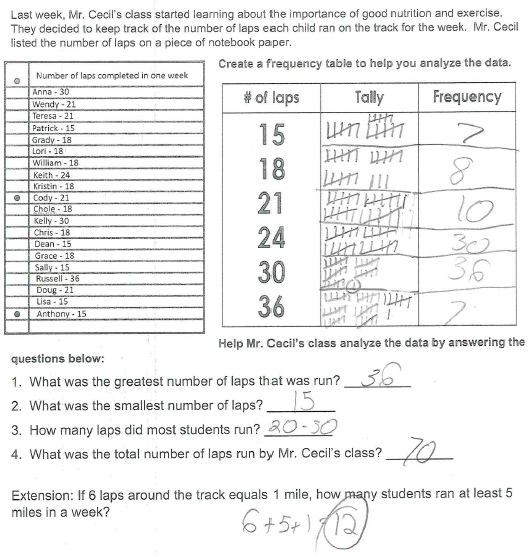 Last week, Mr. Cecil's class started learning about the importance of good nutrition and exercise.
They decided to keep track of the number of laps each child ran on the track for the week. Mr. Cecil
listed the number of laps on a piece of notebook paper.
Number of laps completed in one week
Anna - 30
Wendy - 21
Teresa - 21
Patrick - 15
Grady - 18
Lori - 18
William - 18
Keith - 24
Kristin - 18
Cody - 21
Chole - 18
Kelly - 30
Chris - 18
Dean - 15
Grace - 18
Sally - 15
Russell - 36
Doug - 21
Lisa - 15
Anthony - 15
Create a frequency table to help you analyze the data.
# of laps Tally Frequency
15 7
18 8
21 10
24 30
30 36
36 7
Help Mr. Cecil's class analyze the data by answering the
questions below:
1. What was the greatest number of laps that was run? 36
2. What was the smallest number of laps? 15
3. How many laps did most students run? 20-30
4. What was the total number of laps run by Mr. Cecil's class? 70
Extension: If 6 laps around the track equals 1 mile, how many students ran at least 5
miles in a week?
6+5+1 12